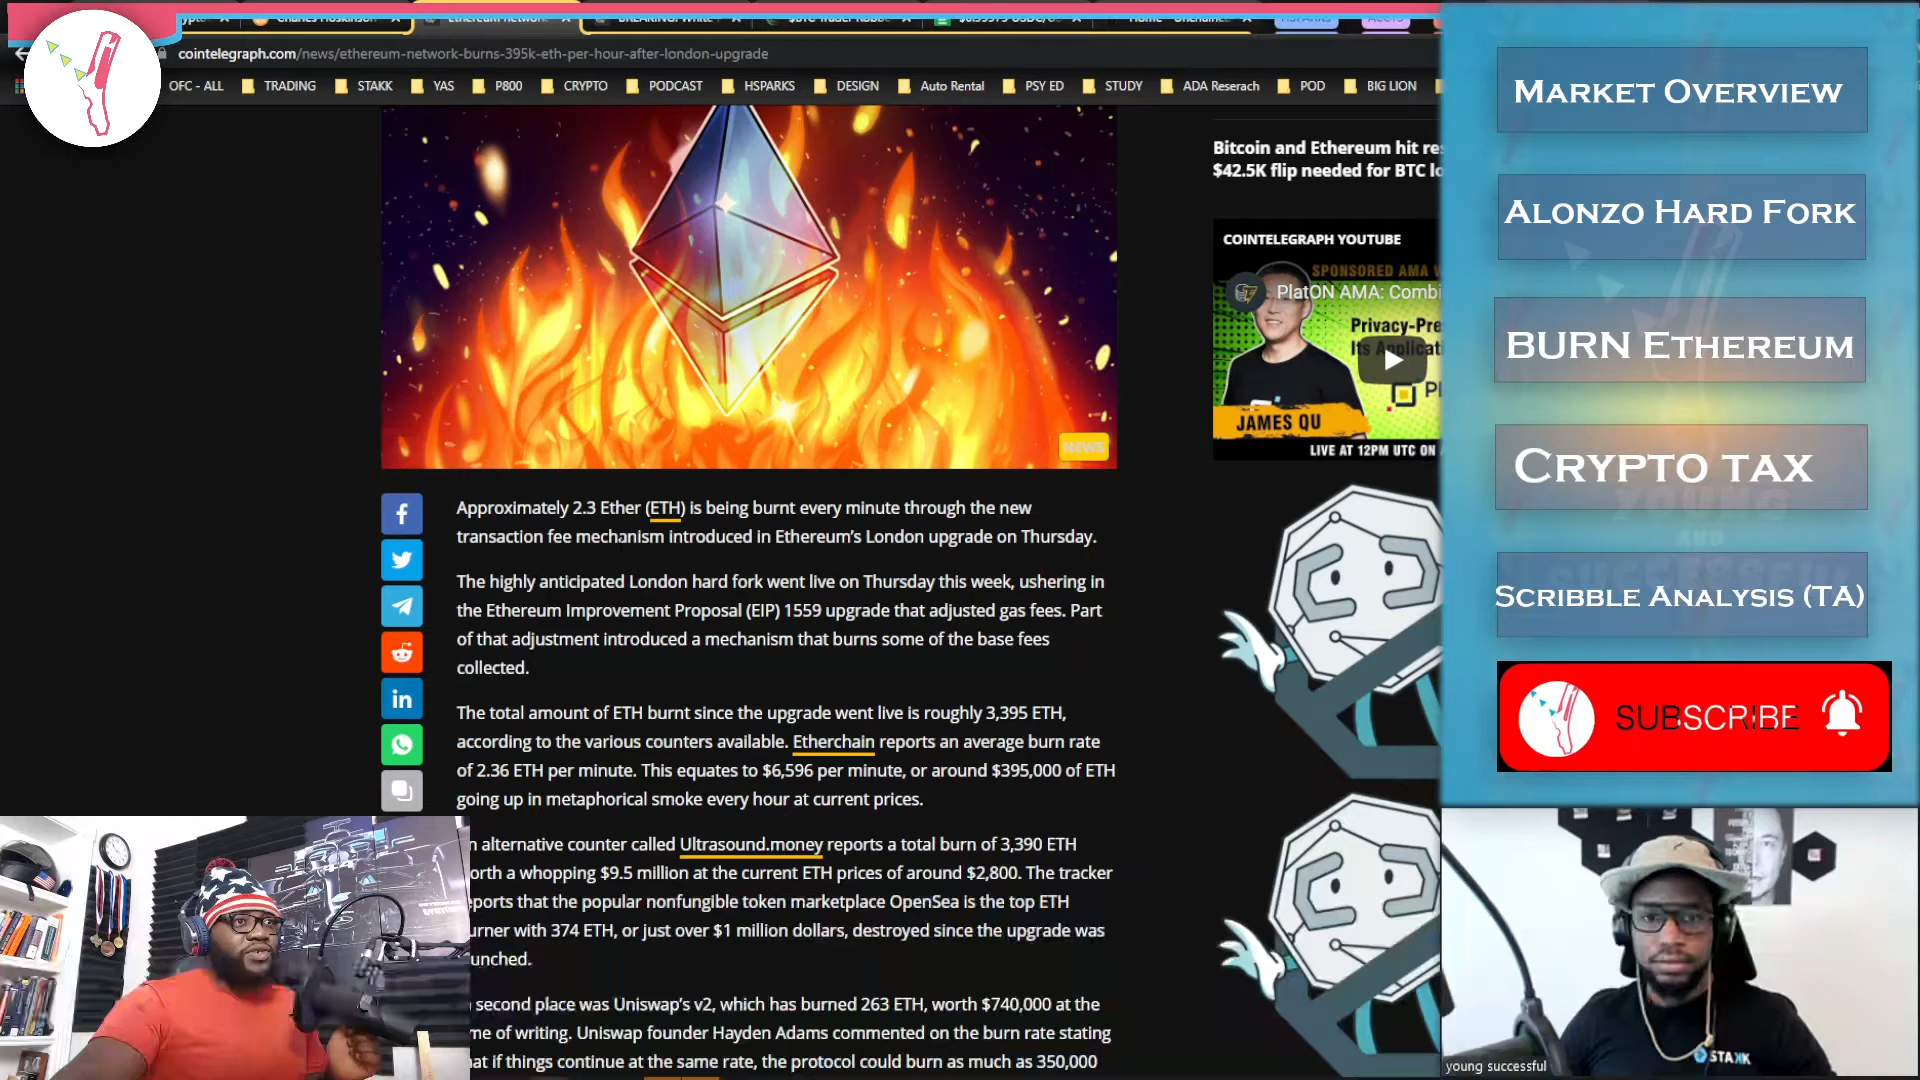 Charles Hoskinson
Ethereum network
$BTC Trader Robbe
cointelegraph.com/news/ethereum-network-burns-395k-eth-per-hour-after-london-upgrade
OFC - ALL
TRADING
STAKK
YAS
P800
CRYPTO
PODCAST
HSPARKS
DESIGN
Auto Rental
PSY ED
STUDY
ADA Reserach
POD
BIG LION
Bitcoin and Ethereum hit res
$42.5K flip needed for BTC lo
COINTELEGRAPH YOUTUBE
SPONSORED AMA W
PlatON AMA: Combi
Privacy-Pre
Its Applicati
JAMES QU
LIVE AT 12PM UTC ON
NEWS
Approximately 2.3 Ether (ETH) is being burnt every minute through the new
transaction fee mechanism introduced in Ethereum’s London upgrade on Thursday.
The highly anticipated London hard fork went live on Thursday this week, ushering in
the Ethereum Improvement Proposal (EIP) 1559 upgrade that adjusted gas fees. Part
of that adjustment introduced a mechanism that burns some of the base fees
collected.
The total amount of ETH burnt since the upgrade went live is roughly 3,395 ETH,
according to the various counters available. Etherchain reports an average burn rate
of 2.36 ETH per minute. This equates to $6,596 per minute, or around $395,000 of ETH
going up in metaphorical smoke every hour at current prices.
n alternative counter called Ultrasound.money reports a total burn of 3,390 ETH
orth a whopping $9.5 million at the current ETH prices of around $2,800. The tracker
eports that the popular nonfungible token marketplace OpenSea is the top ETH
urner with 374 ETH, or just over $1 million dollars, destroyed since the upgrade was
unched.
second place was Uniswap’s v2, which has burned 263 ETH, worth $740,000 at the
me of writing. Uniswap founder Hayden Adams commented on the burn rate stating
hat if things continue at the same rate, the protocol could burn as much as 350,000
MARKET OVERVIEW
ALONZO HARD FORK
BURN ETHEREUM
CRYPTO TAX
SCRIBBLE ANALYSIS (TA)
SUBSCRIBE
STAKK
young successful